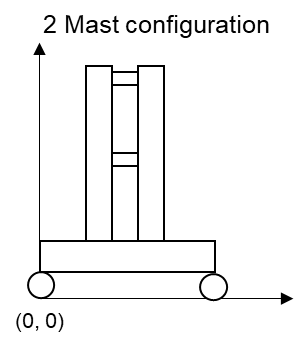 2 Mast configuration
(0, 0)